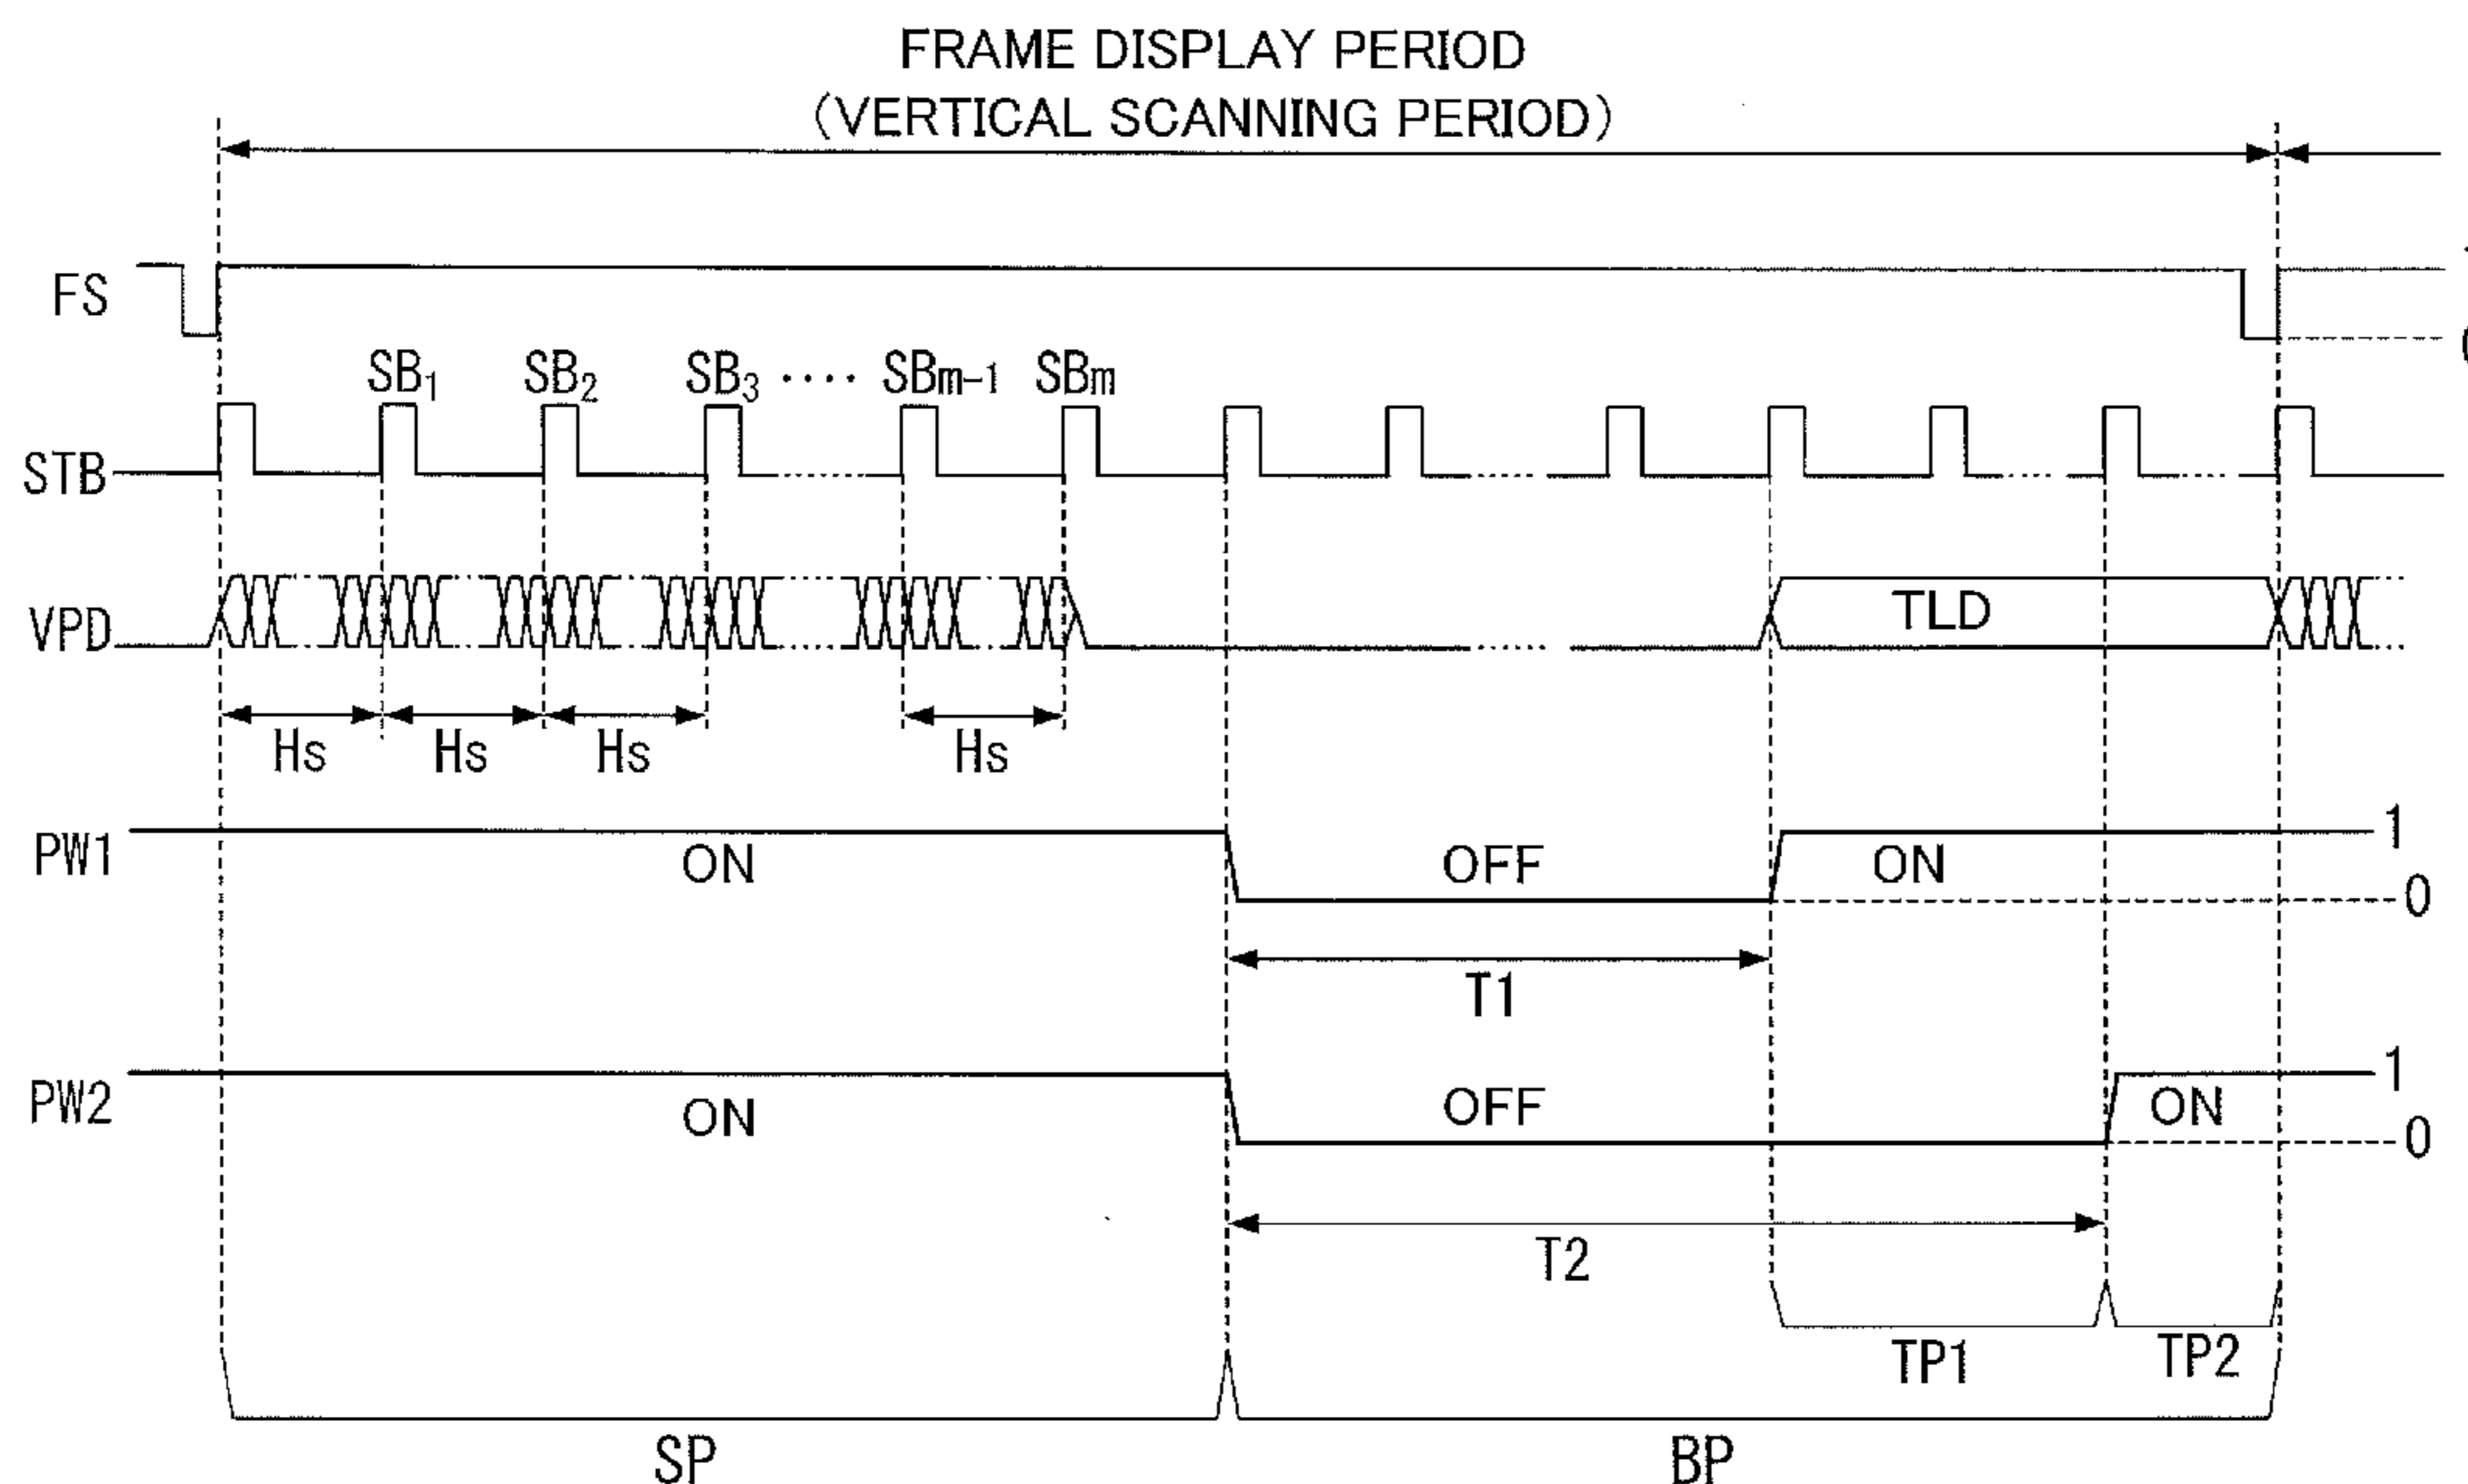 FRAME DISPLAY PERIOD
(VERTICAL SCANNING PERIOD)
FS
SB₁ SB₂ SB₃ ···· SBm-1 SBm
STB
VPD TLD
Hs Hs Hs Hs
PW1 ON OFF ON 1
0
T1
PW2 ON OFF ON 1
0
T2
TP1 TP2
SP BP